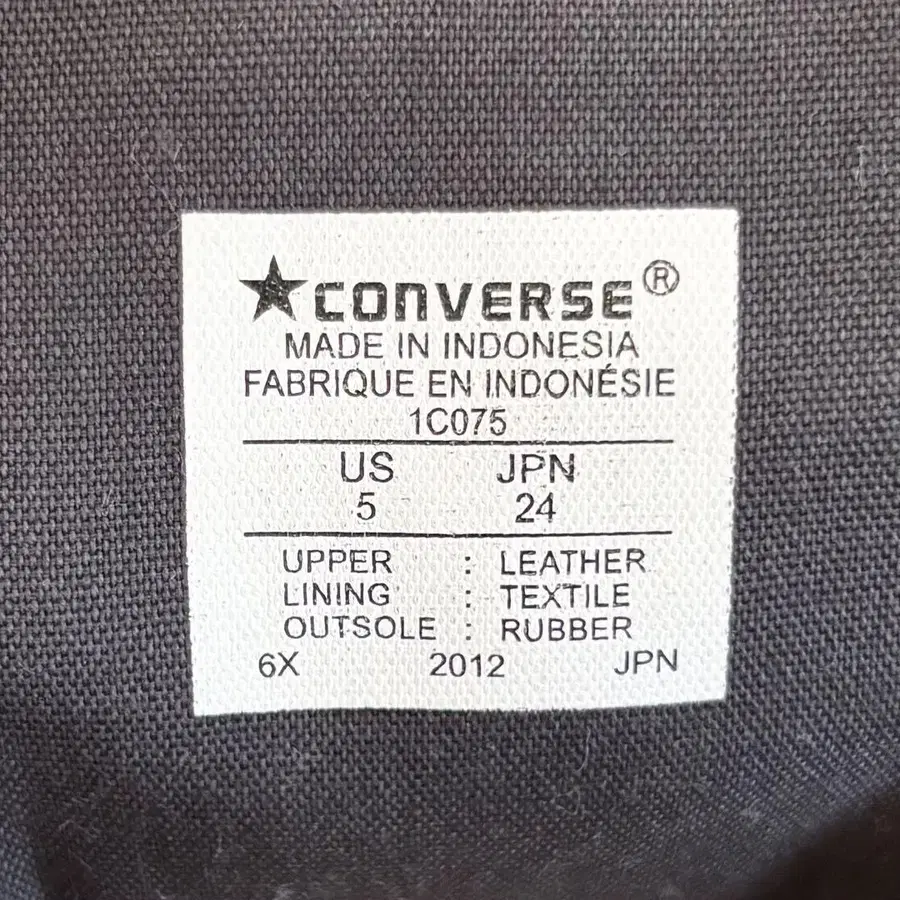 ★CONVERSE®
MADE IN INDONESIA
FABRIQUE EN INDONÉSIE
1C075
US JPN
5 24
UPPER : LEATHER
LINING : TEXTILE
OUTSOLE : RUBBER
6X 2012 JPN